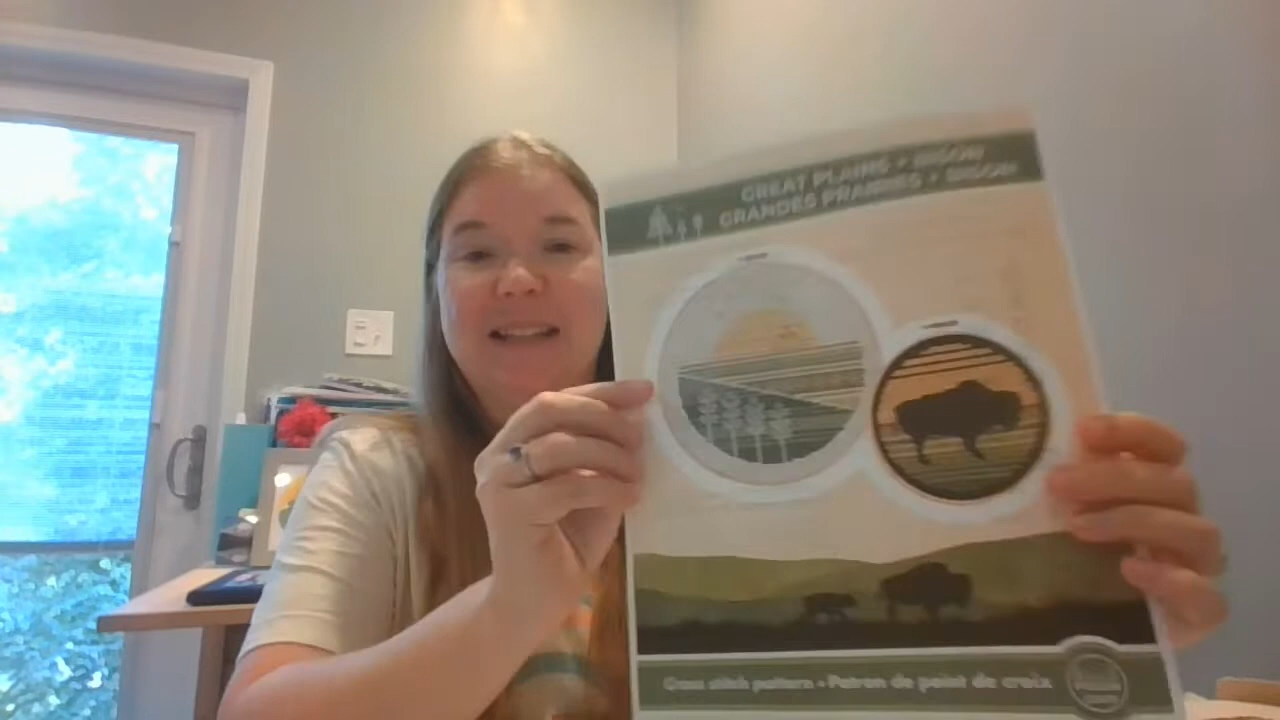 GREAT PLAINS • BISON
GRANDES PRAIRIES • BISON
Cross stitch pattern • Patron de point de croix